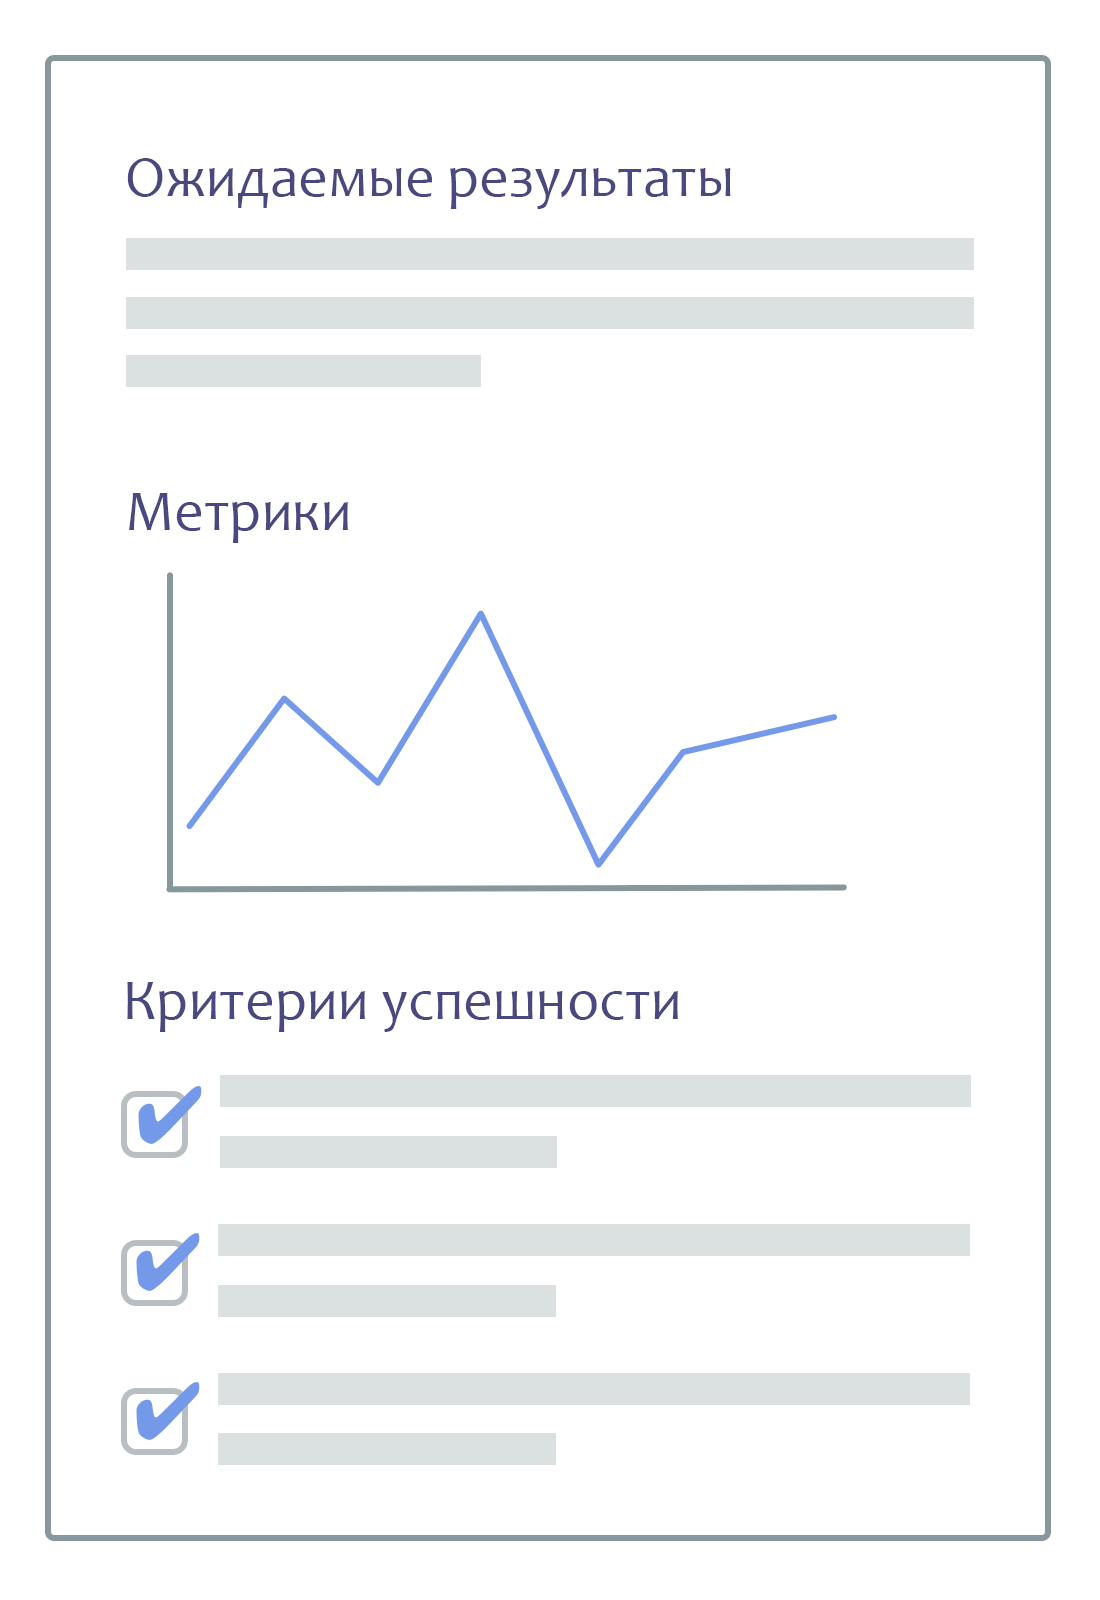 Ожидаемые результаты
Метрики
Критерии успешности